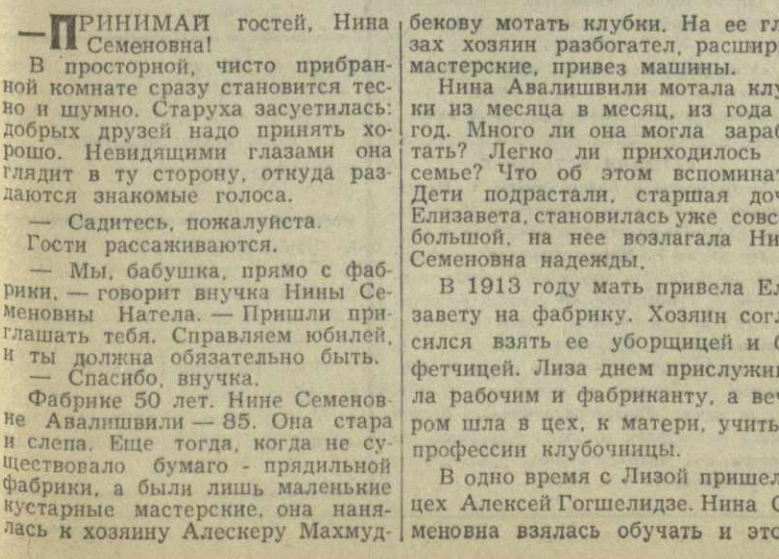 — ПРИНИМАЙ гостей, Нина
Семеновна!
В просторной, чисто прибран-
ной комнате сразу становится тес-
но и шумно. Старуха засуетилась:
добрых друзей надо принять хо-
рошо. Невидящими глазами она
глядит в ту сторону, откуда раз-
даются знакомые голоса.
— Садитесь, пожалуйста.
Гости рассаживаются.
— Мы, бабушка, прямо с фаб-
рики, — говорит внучка Нины Се-
меновны Натела. — Пришли при-
глашать тебя. Справляем юбилей,
и ты должна обязательно быть.
— Спасибо, внучка.
Фабрике 50 лет. Нине Семенов-
не Авалишвили — 85. Она стара
и слепа. Еще тогда, когда не су-
ществовало бумаго - прядильной
фабрики, а были лишь маленькие
кустарные мастерские, она наня-
лась к хозяину Алескеру Махмуд-
бекову мотать клубки. На ее гл
зах хозяин разбогател, расшир
мастерские, привез машины.
Нина Авалишвили мотала клу
ки из месяца в месяц, из года
год. Много ли она могла зараб
тать? Легко ли приходилось
семье? Что об этом вспомина
Дети подрастали, старшая до
Елизавета, становилась уже совс
большой, на нее возлагала Ни
Семеновна надежды.
В 1913 году мать привела Ел
завету на фабрику. Хозяин согл
сился взять ее уборщицей и б
фетчицей. Лиза днем прислужи
ла рабочим и фабриканту, а ве
ром шла в цех, к матери, учить
профессии клубочницы.
В одно время с Лизой пришел
цех Алексей Гогшелидзе. Нина С
меновна взялась обучать и это